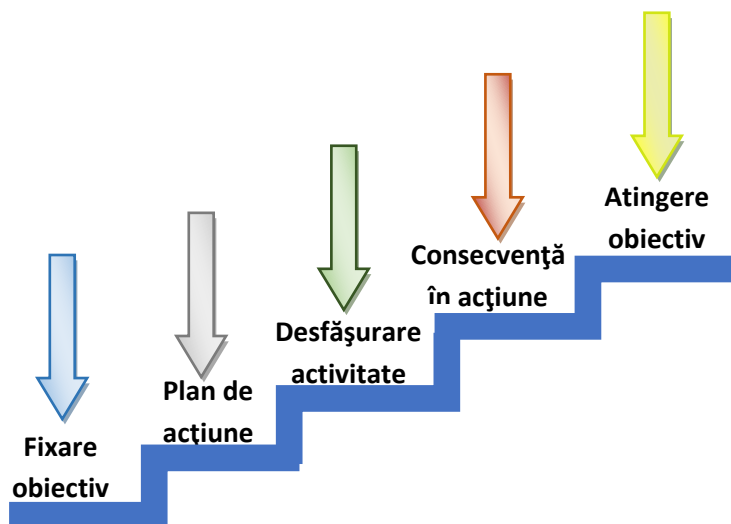 Fixare
obiectiv
Plan de
acţiune
Desfăşurare
activitate
Consecvenţă
în acţiune
Atingere
obiectiv